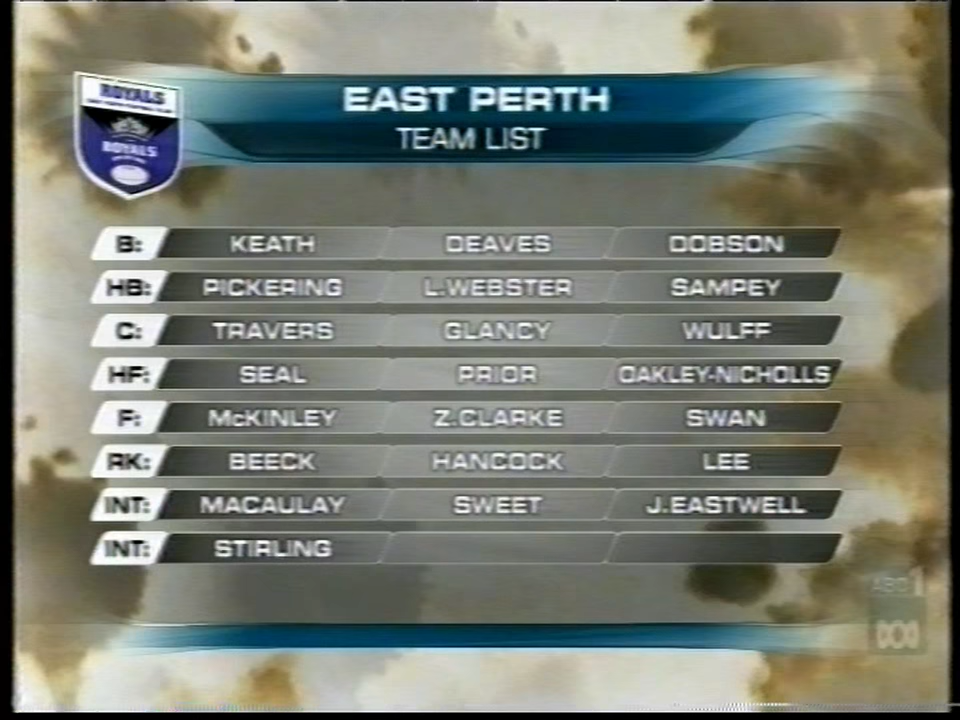 ROYALS
ROYALS
EAST PERTH
TEAM LIST
B: KEATH DEAVES DOBSON
HB: PICKERING L.WEBSTER SAMPEY
C: TRAVERS GLANCY WULFF
HF: SEAL PRIOR OAKLEY-NICHOLLS
F: McKINLEY Z.CLARKE SWAN
RK: BEECK HANCOCK LEE
INT: MACAULAY SWEET J.EASTWELL
INT: STIRLING
ABC1